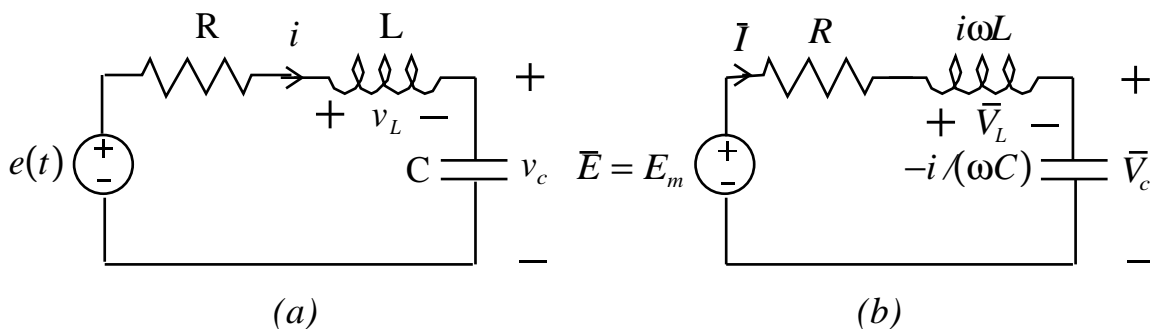 R i L
+
+ v_L −
e(t) + − C v_c
−
(a)
Ī R iωL
+
+ V̄_L −
Ē = E_m + − −i/(ωC) V̄_c
−
(b)